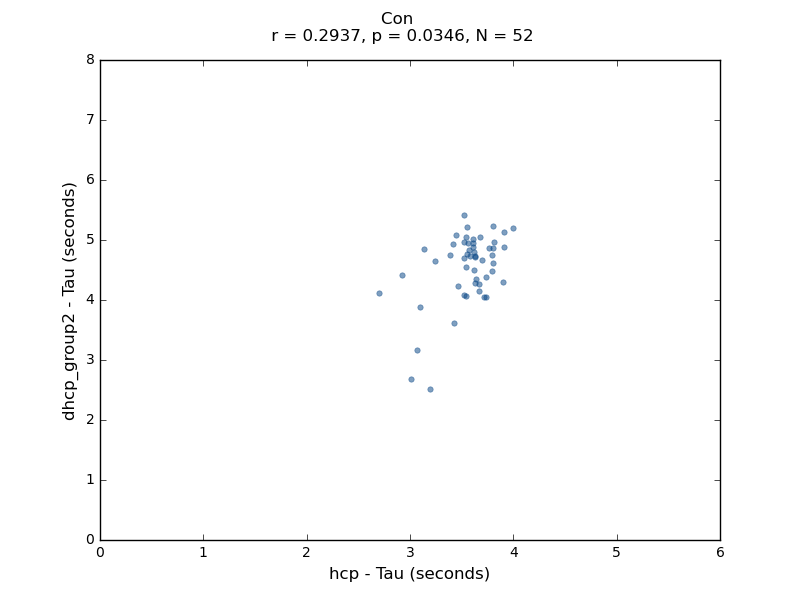 Con
r = 0.2937, p = 0.0346, N = 52
8
7
6
5
4
3
2
1
0
dhcp_group2 - Tau (seconds)
0 1 2 3 4 5 6
hcp - Tau (seconds)